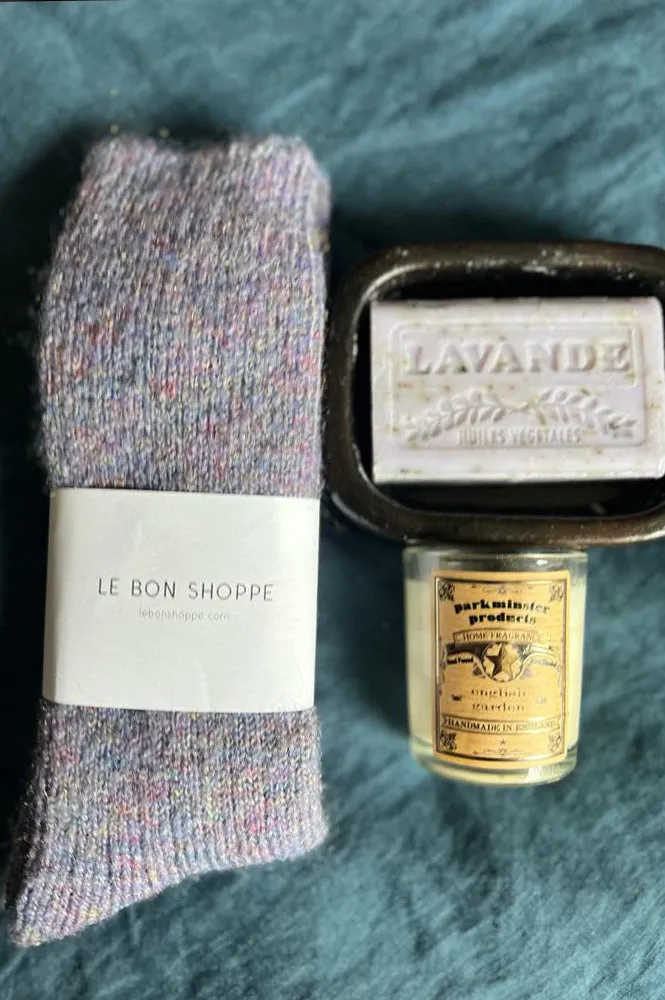 LE BON SHOPPE
lebonshoppe.com
LAVANDE
HUILES VEGETALES
parkminster
products
HOME FRAGRANCE
english
garden
HANDMADE IN ENGLAND